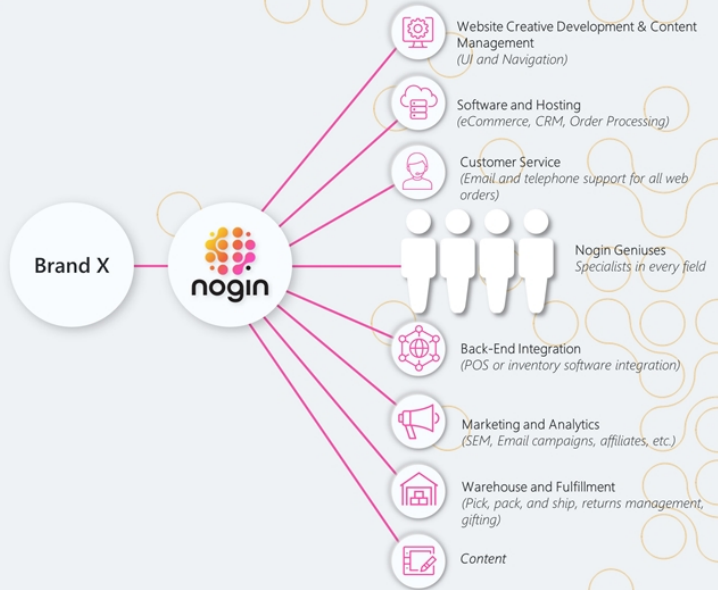 Website Creative Development & Content
Management
(UI and Navigation)
Software and Hosting
(eCommerce, CRM, Order Processing)
Customer Service
(Email and telephone support for all web
orders)
Brand X
nogin
Nogin Geniuses
Specialists in every field
Back-End Integration
(POS or inventory software integration)
Marketing and Analytics
(SEM, Email campaigns, affiliates, etc.)
Warehouse and Fulfillment
(Pick, pack, and ship, returns management,
gifting)
Content